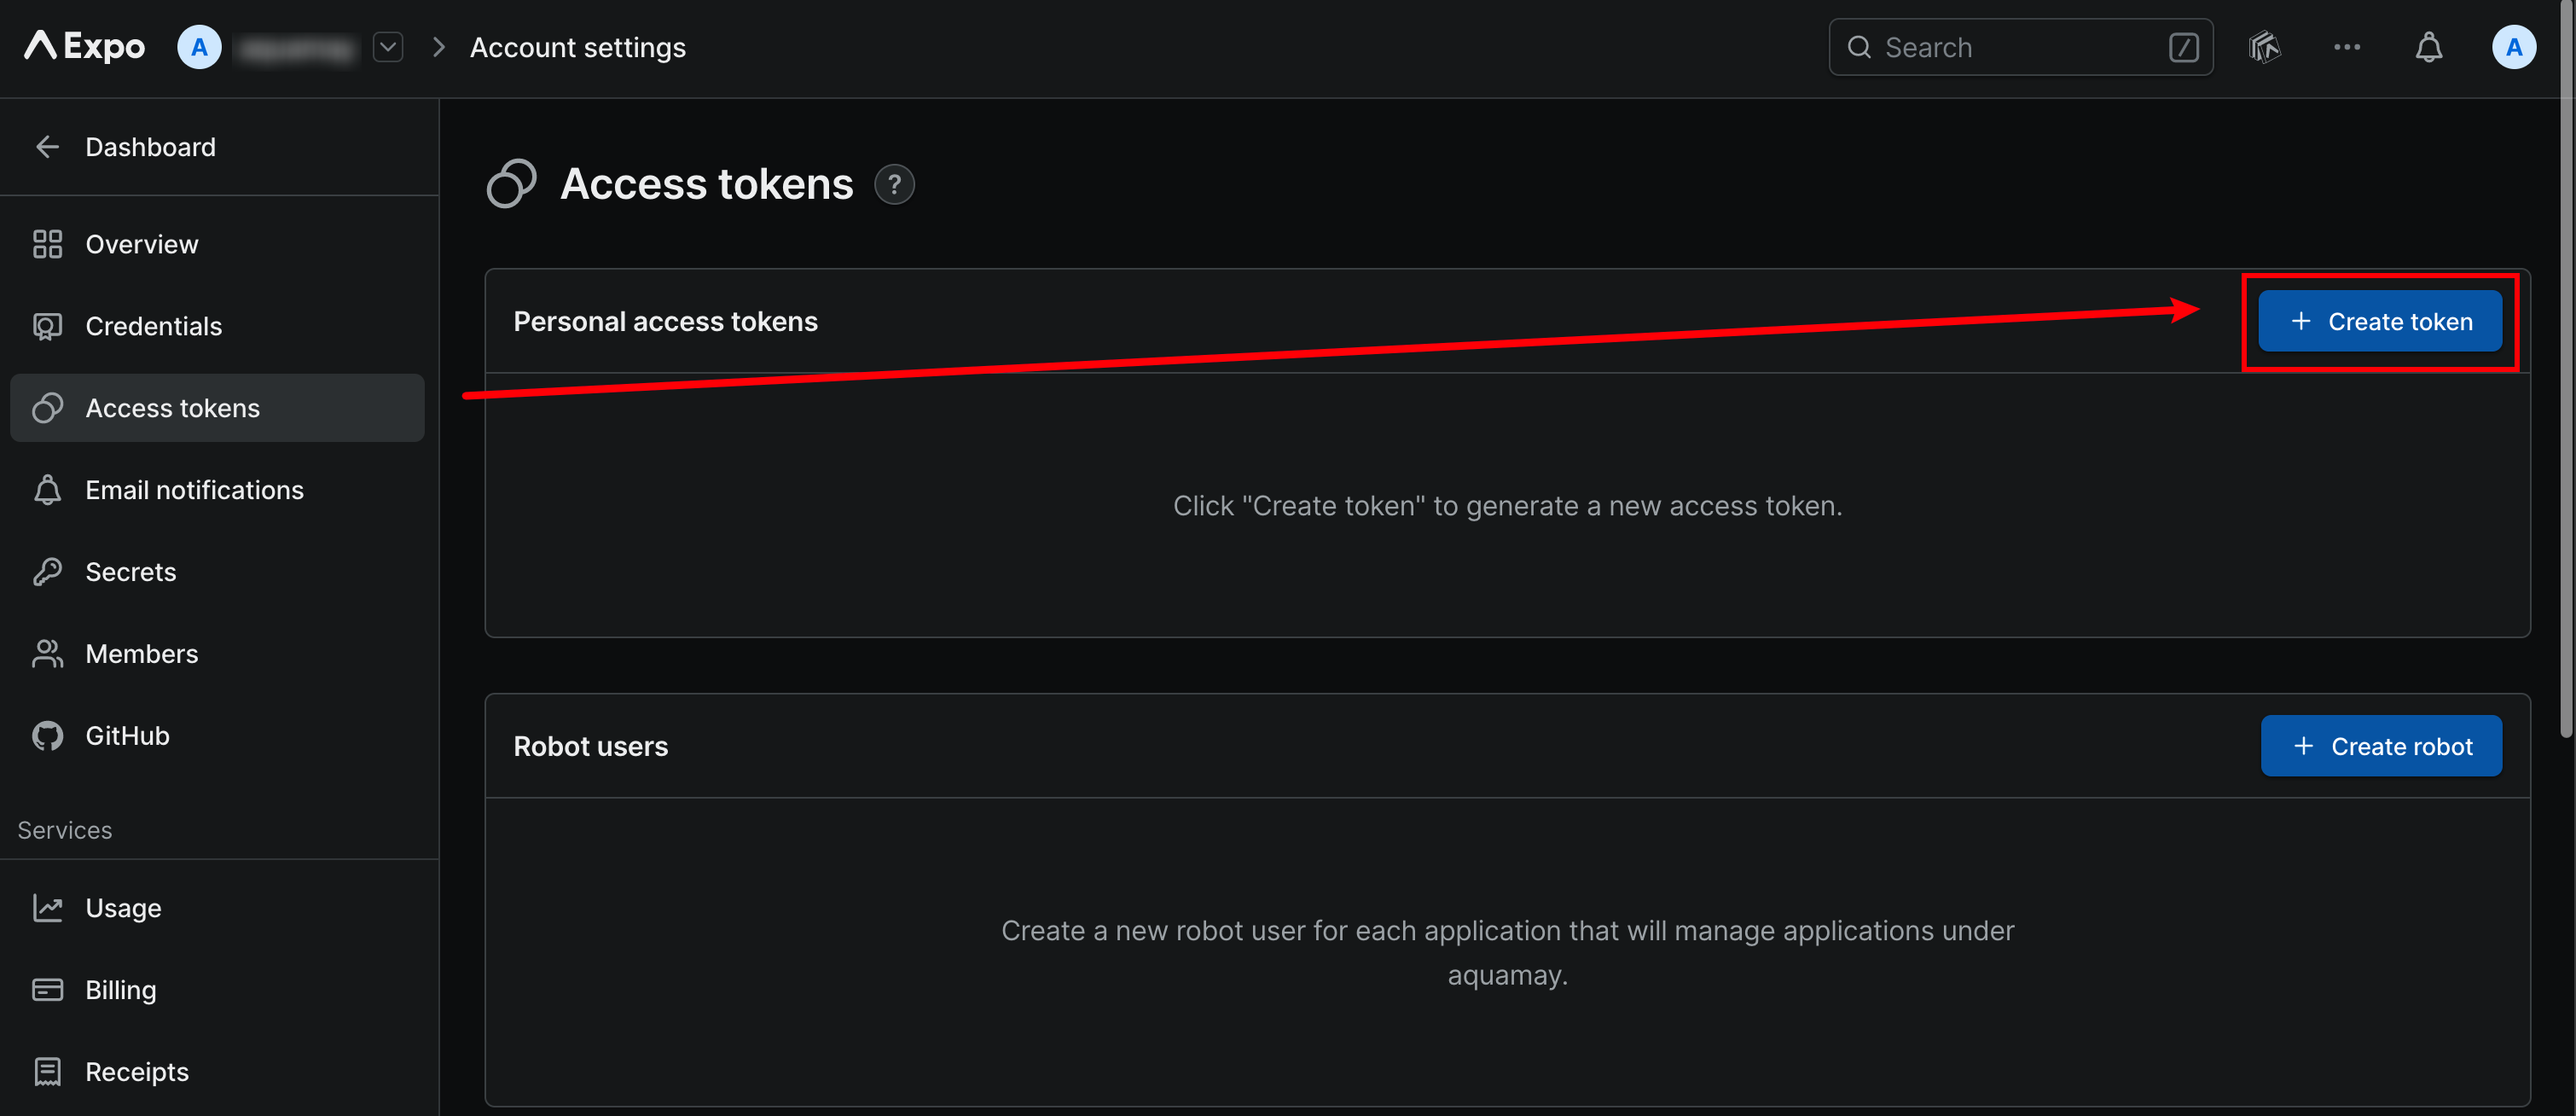 Expo
A
Account settings
Search
/
A
Dashboard
Overview
Credentials
Access tokens
Email notifications
Secrets
Members
GitHub
Services
Usage
Billing
Receipts
Access tokens ?
Personal access tokens
+ Create token
Click "Create token" to generate a new access token.
Robot users
+ Create robot
Create a new robot user for each application that will manage applications under
aquamay.